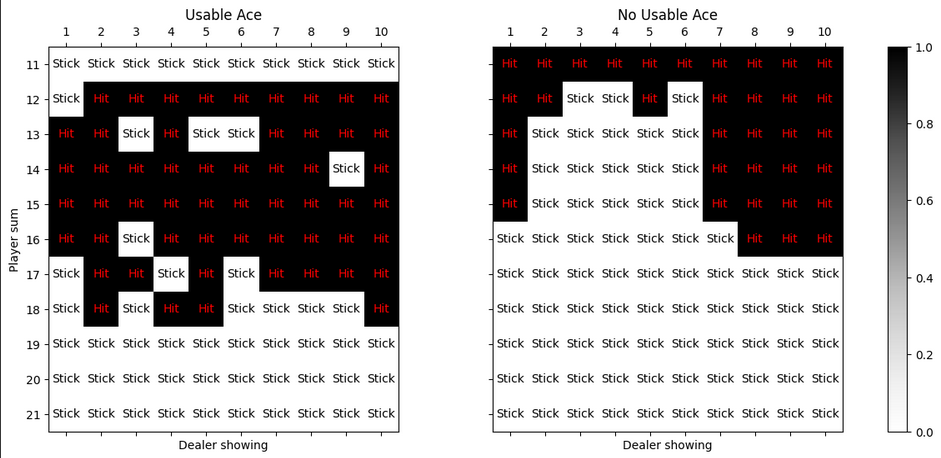 Usable Ace
1 2 3 4 5 6 7 8 9 10
11 Stick Stick Stick Stick Stick Stick Stick Stick Stick Stick
12 Stick Hit Hit Hit Hit Hit Hit Hit Hit Hit
13 Hit Hit Stick Hit Stick Stick Hit Hit Hit Hit
14 Hit Hit Hit Hit Hit Hit Hit Hit Stick Hit
15 Hit Hit Hit Hit Hit Hit Hit Hit Hit Hit
16 Hit Hit Stick Hit Hit Hit Hit Hit Hit Hit
17 Stick Hit Hit Stick Hit Stick Hit Hit Hit Hit
18 Stick Hit Stick Hit Hit Stick Stick Stick Stick Hit
19 Stick Stick Stick Stick Stick Stick Stick Stick Stick Stick
20 Stick Stick Stick Stick Stick Stick Stick Stick Stick Stick
21 Stick Stick Stick Stick Stick Stick Stick Stick Stick Stick
Player sum
Dealer showing
No Usable Ace
1 2 3 4 5 6 7 8 9 10
Hit Hit Hit Hit Hit Hit Hit Hit Hit Hit
Hit Hit Stick Stick Hit Stick Hit Hit Hit Hit
Hit Stick Stick Stick Stick Stick Hit Hit Hit Hit
Hit Stick Stick Stick Stick Stick Hit Hit Hit Hit
Hit Stick Stick Stick Stick Stick Hit Hit Hit Hit
Stick Stick Stick Stick Stick Stick Stick Hit Hit Hit
Stick Stick Stick Stick Stick Stick Stick Stick Stick Stick
Stick Stick Stick Stick Stick Stick Stick Stick Stick Stick
Stick Stick Stick Stick Stick Stick Stick Stick Stick Stick
Stick Stick Stick Stick Stick Stick Stick Stick Stick Stick
Stick Stick Stick Stick Stick Stick Stick Stick Stick Stick
Dealer showing
1.0
0.8
0.6
0.4
0.2
0.0